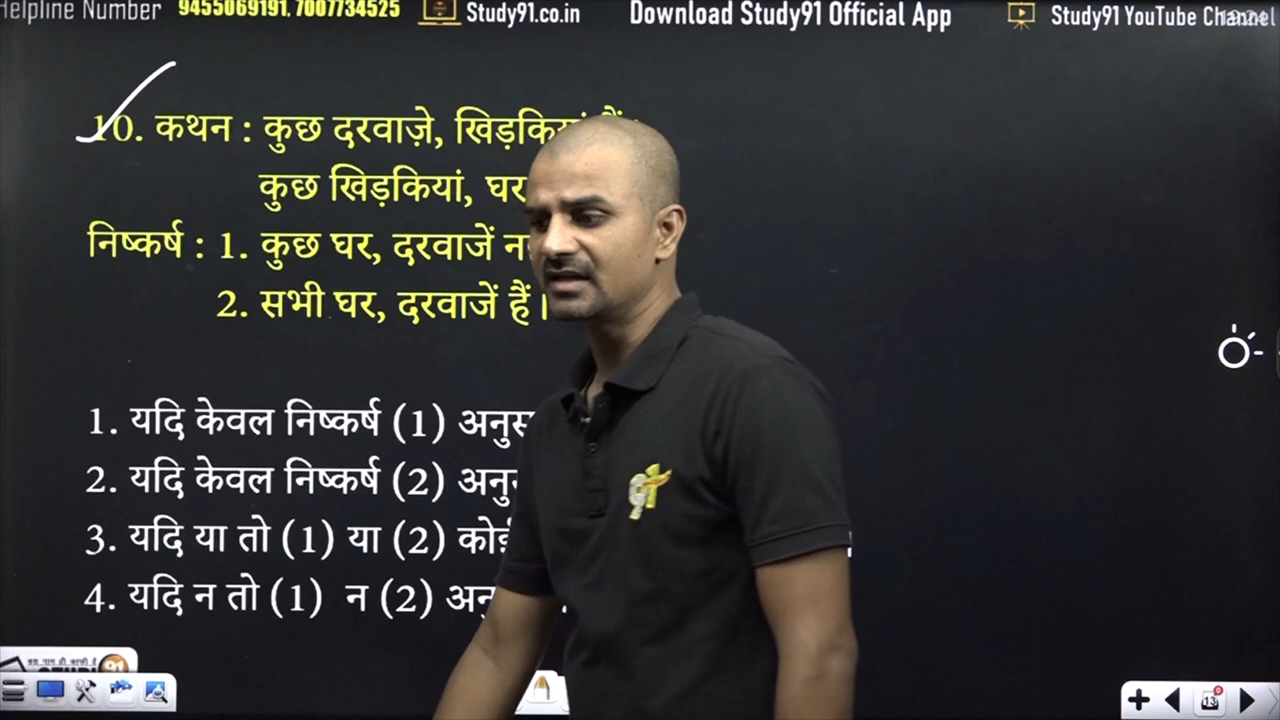 Helpline Number 9455069191, 7007734525 Study91.co.in Download Study91 Official App Study91 YouTube Channel
10. कथन : कुछ दरवाज़े, खिड़कियां हैं।
कुछ खिड़कियां, घर
निष्कर्ष : 1. कुछ घर, दरवाजें
2. सभी घर, दरवाजें हैं।
1. यदि केवल निष्कर्ष (1)
2. यदि केवल निष्कर्ष (2)
3. यदि या तो (1) या (2) कोई
4. यदि न तो (1) न (2)
91
13